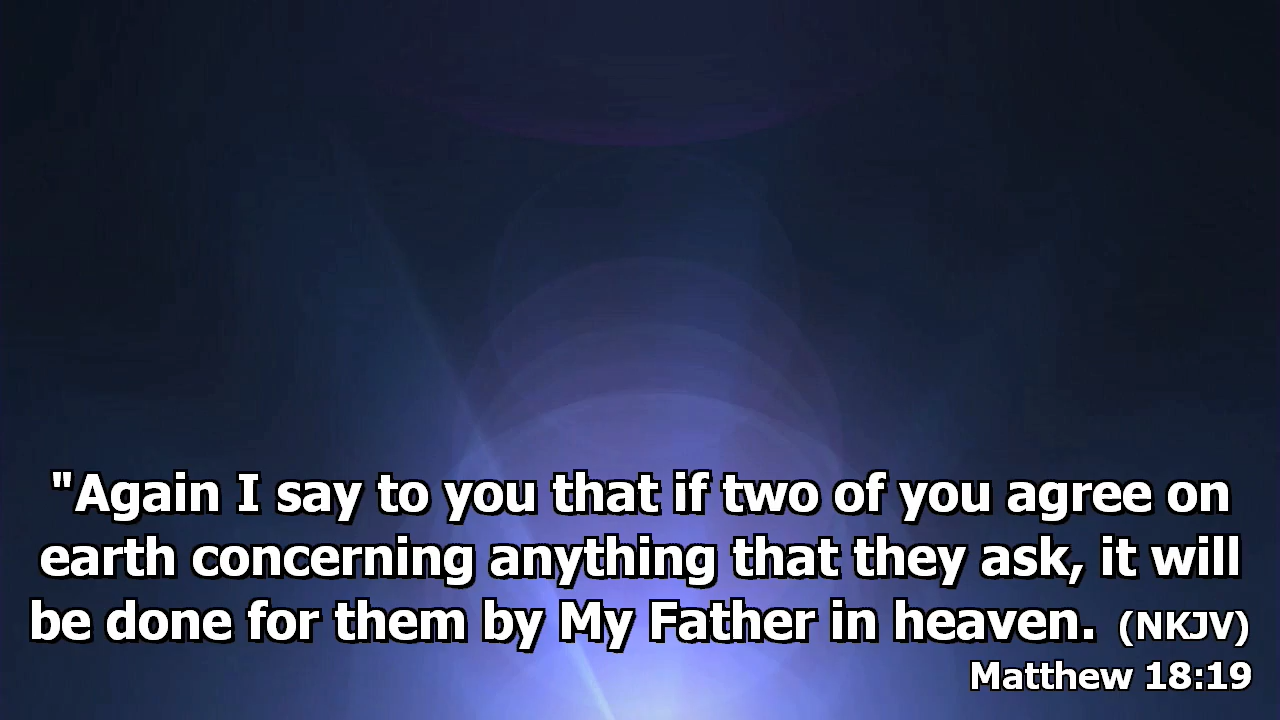 "Again I say to you that if two of you agree on
earth concerning anything that they ask, it will
be done for them by My Father in heaven. (NKJV)
Matthew 18:19